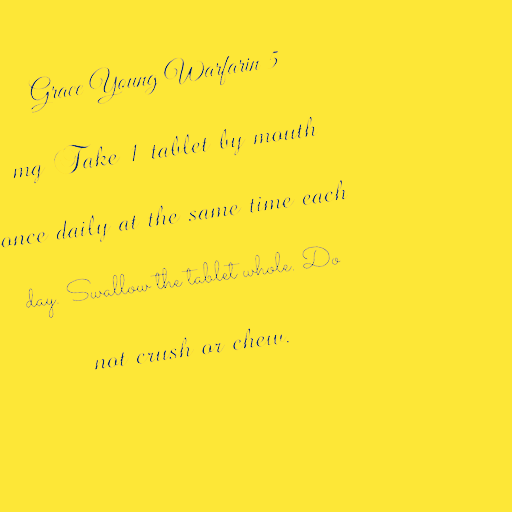 Grace Young Warfarin 5
mg Take 1 tablet by mouth
once daily at the same time each
day. Swallow the tablet whole. Do
not crush or chew.